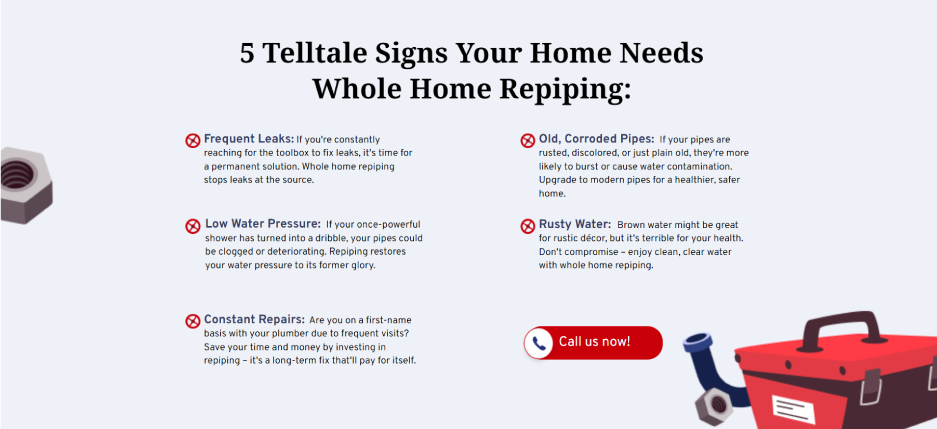 5 Telltale Signs Your Home Needs
Whole Home Repiping:
Frequent Leaks: If you're constantly
reaching for the toolbox to fix leaks, it's time for
a permanent solution. Whole home repiping
stops leaks at the source.
Low Water Pressure: If your once-powerful
shower has turned into a dribble, your pipes could
be clogged or deteriorating. Repiping restores
your water pressure to its former glory.
Constant Repairs: Are you on a first-name
basis with your plumber due to frequent visits?
Save your time and money by investing in
repiping – it's a long-term fix that'll pay for itself.
Old, Corroded Pipes: If your pipes are
rusted, discolored, or just plain old, they're more
likely to burst or cause water contamination.
Upgrade to modern pipes for a healthier, safer
home.
Rusty Water: Brown water might be great
for rustic décor, but it's terrible for your health.
Don't compromise – enjoy clean, clear water
with whole home repiping.
Call us now!